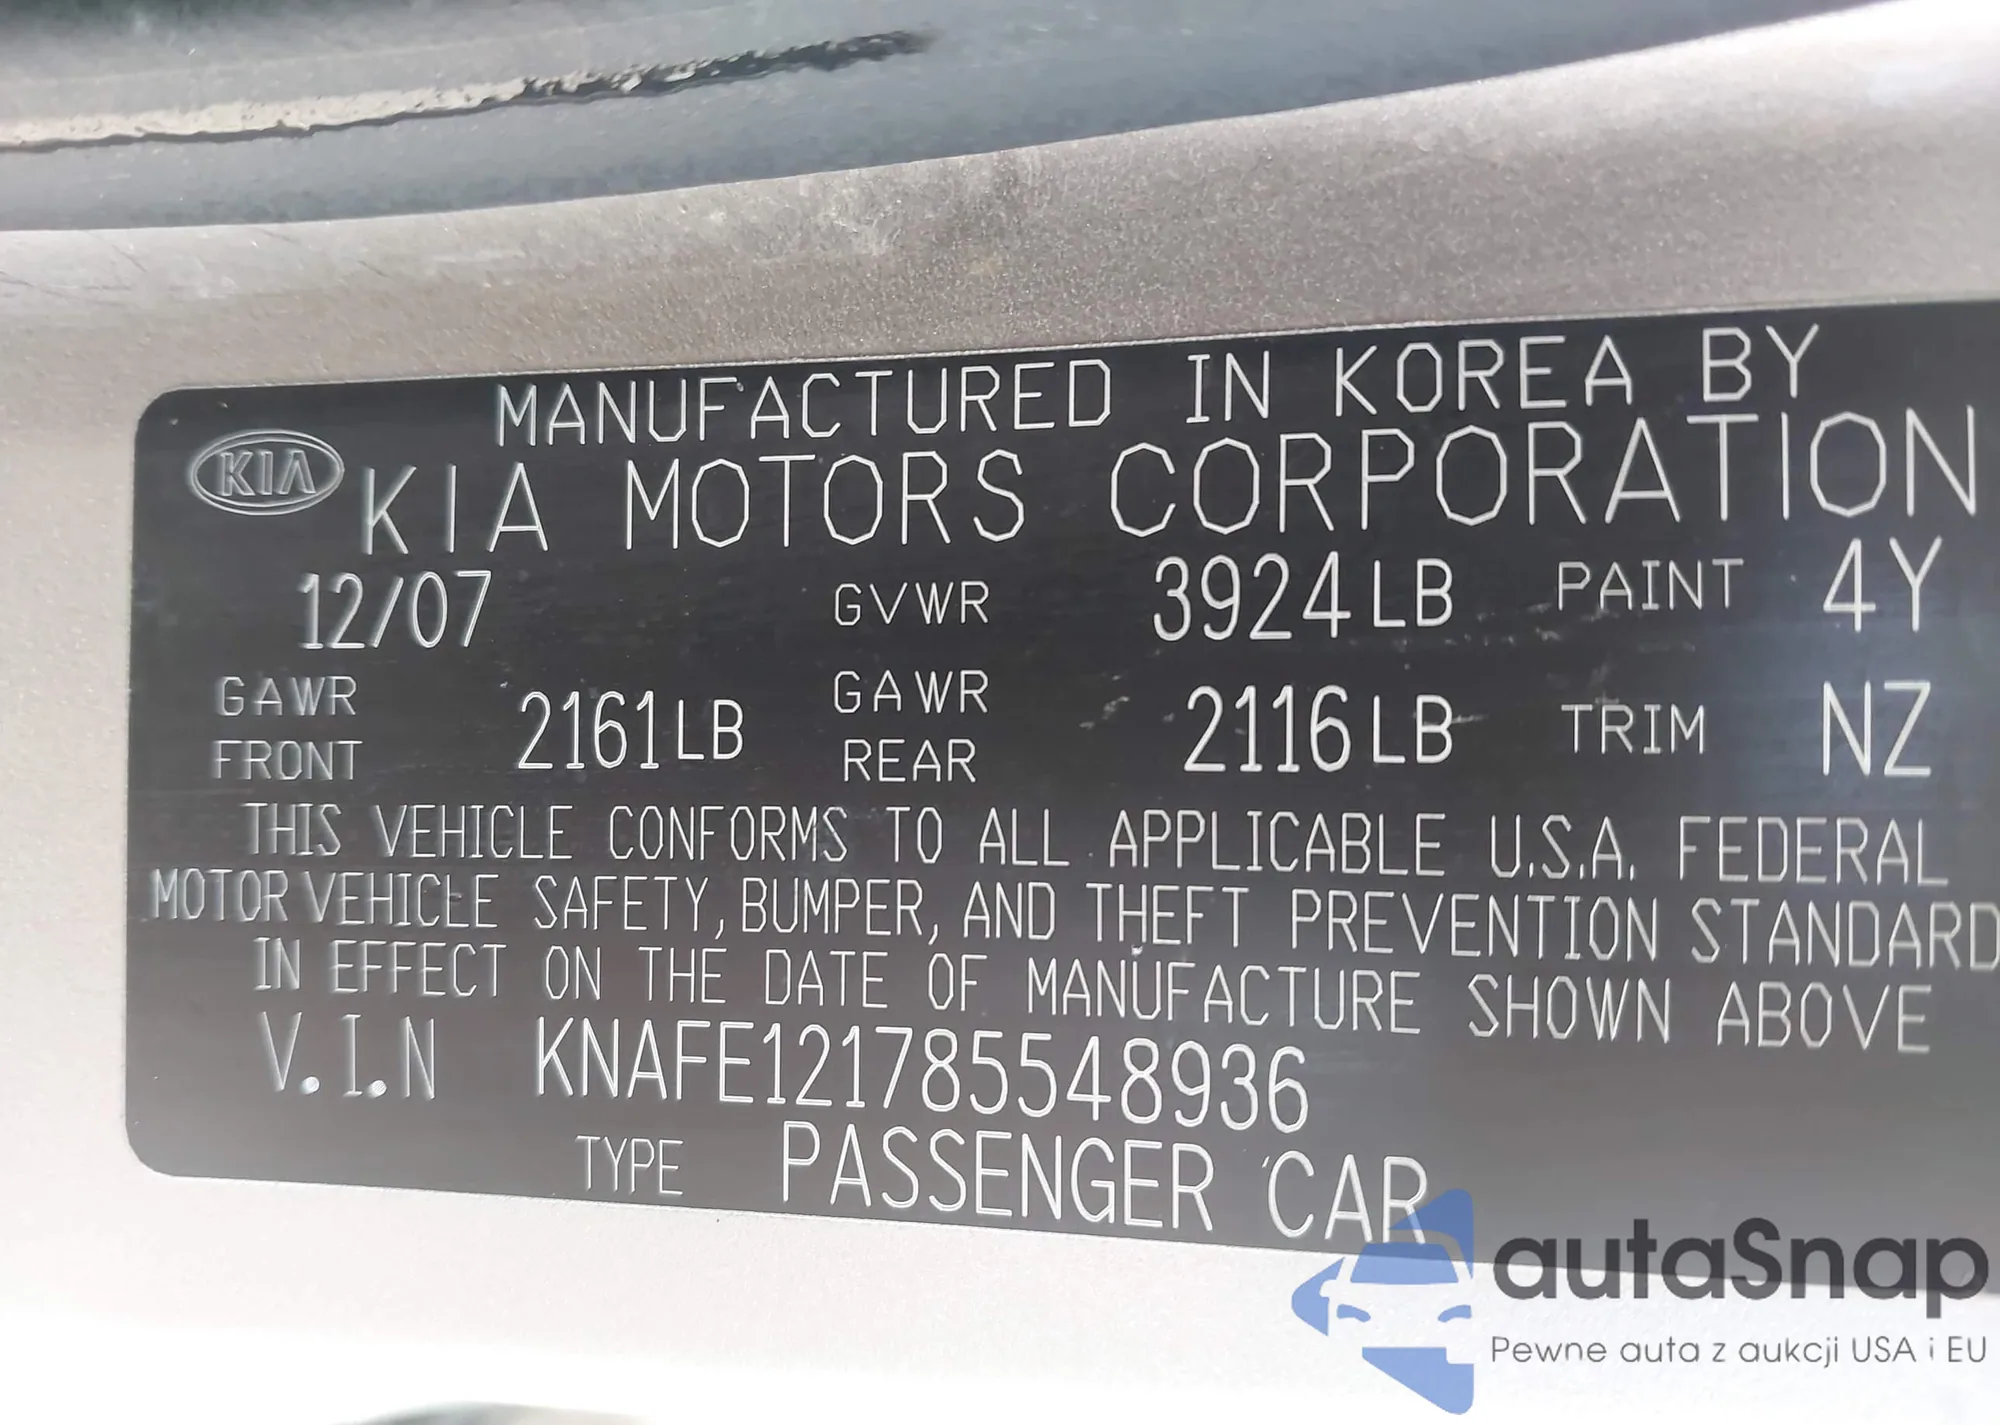 MANUFACTURED IN KOREA BY
KIA KIA MOTORS CORPORATION
12/07 GVWR 3924LB PAINT 4Y
GAWR FRONT 2161LB GAWR REAR 2116LB TRIM NZ
THIS VEHICLE CONFORMS TO ALL APPLICABLE U.S.A. FEDERAL
MOTOR VEHICLE SAFETY, BUMPER, AND THEFT PREVENTION STANDARD
IN EFFECT ON THE DATE OF MANUFACTURE SHOWN ABOVE
V.I.N KNAFE121785548936
TYPE PASSENGER CAR
autaSnap
Pewne auta z aukcji USA i EU